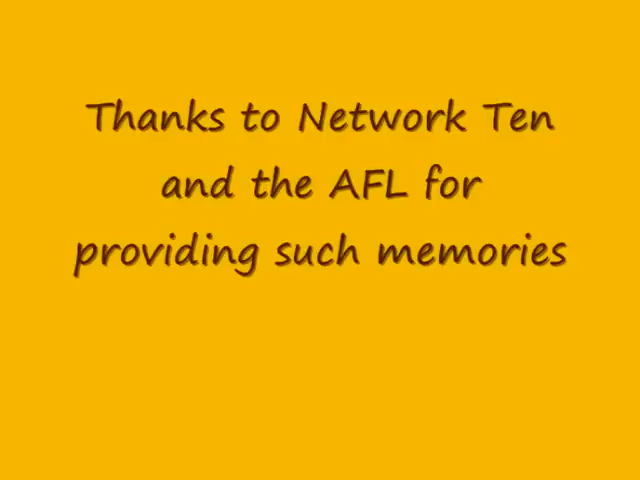 Thanks to Network Ten
and the AFL for
providing such memories